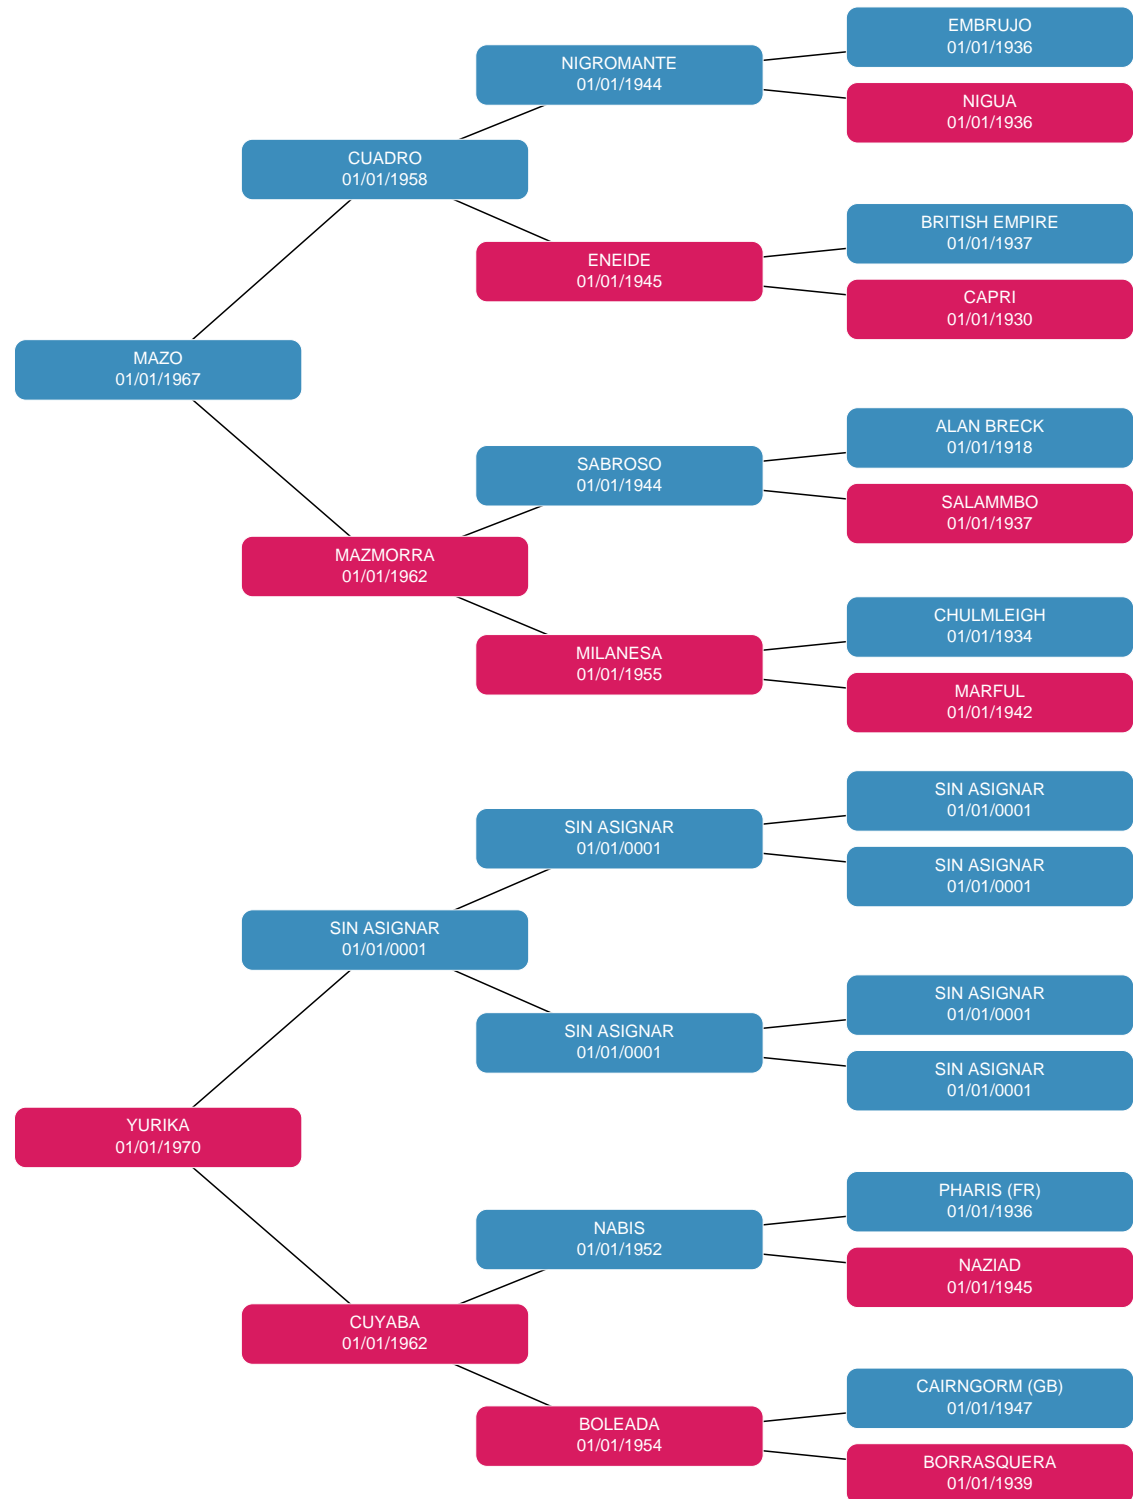 EMBRUJO
01/01/1936
NIGROMANTE
01/01/1944
NIGUA
01/01/1936
CUADRO
01/01/1958
BRITISH EMPIRE
01/01/1937
ENEIDE
01/01/1945
CAPRI
01/01/1930
MAZO
01/01/1967
ALAN BRECK
01/01/1918
SABROSO
01/01/1944
SALAMMBO
01/01/1937
MAZMORRA
01/01/1962
CHULMLEIGH
01/01/1934
MILANESA
01/01/1955
MARFUL
01/01/1942
SIN ASIGNAR
01/01/0001
SIN ASIGNAR
01/01/0001
SIN ASIGNAR
01/01/0001
SIN ASIGNAR
01/01/0001
SIN ASIGNAR
01/01/0001
SIN ASIGNAR
01/01/0001
SIN ASIGNAR
01/01/0001
YURIKA
01/01/1970
PHARIS (FR)
01/01/1936
NABIS
01/01/1952
NAZIAD
01/01/1945
CUYABA
01/01/1962
CAIRNGORM (GB)
01/01/1947
BOLEADA
01/01/1954
BORRASQUERA
01/01/1939